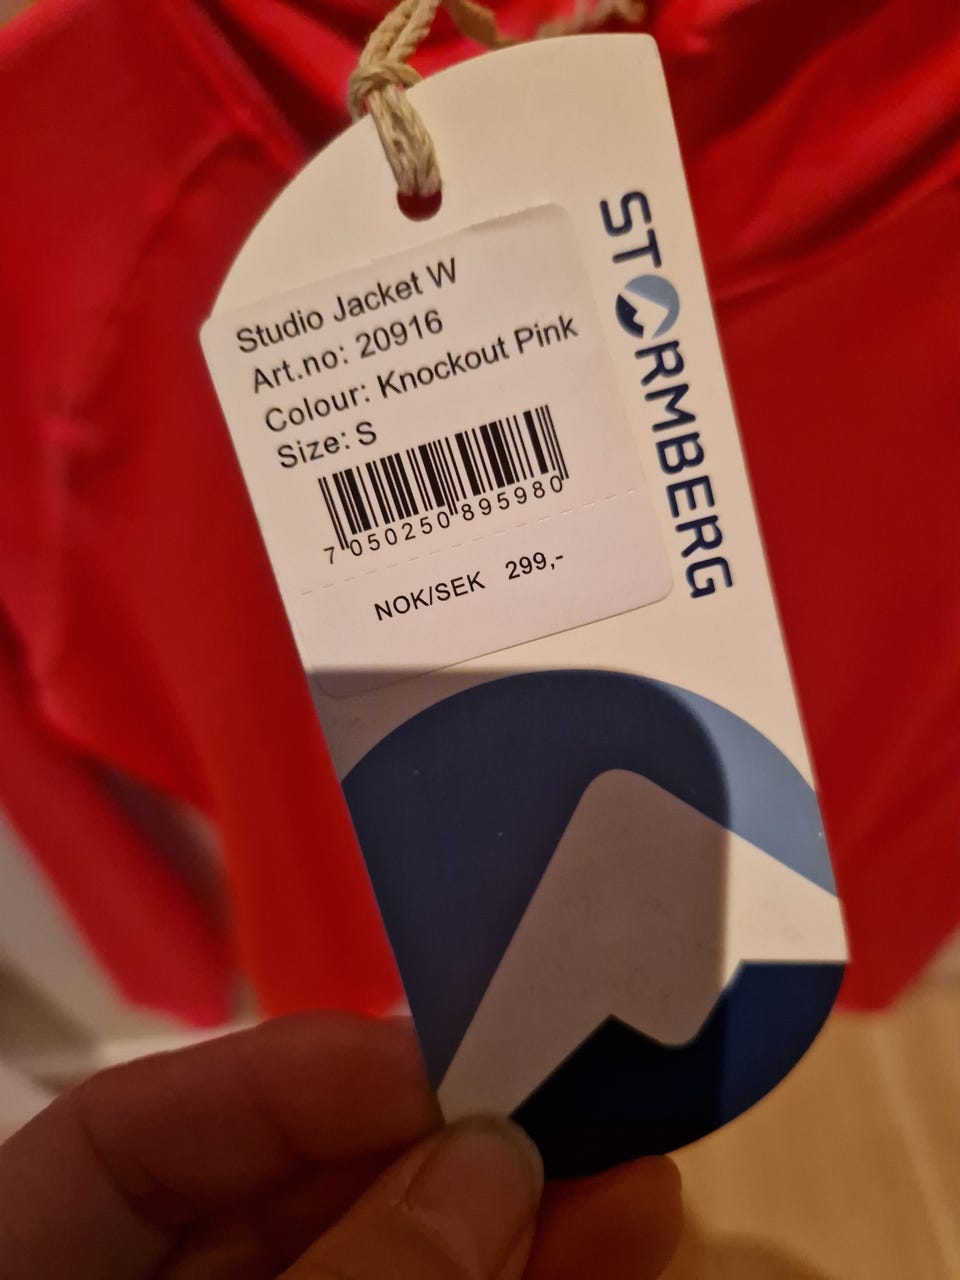 STORMBERG
Studio Jacket W
Art.no: 20916
Colour: Knockout Pink
Size: S
7 050250 895980
NOK/SEK 299,-